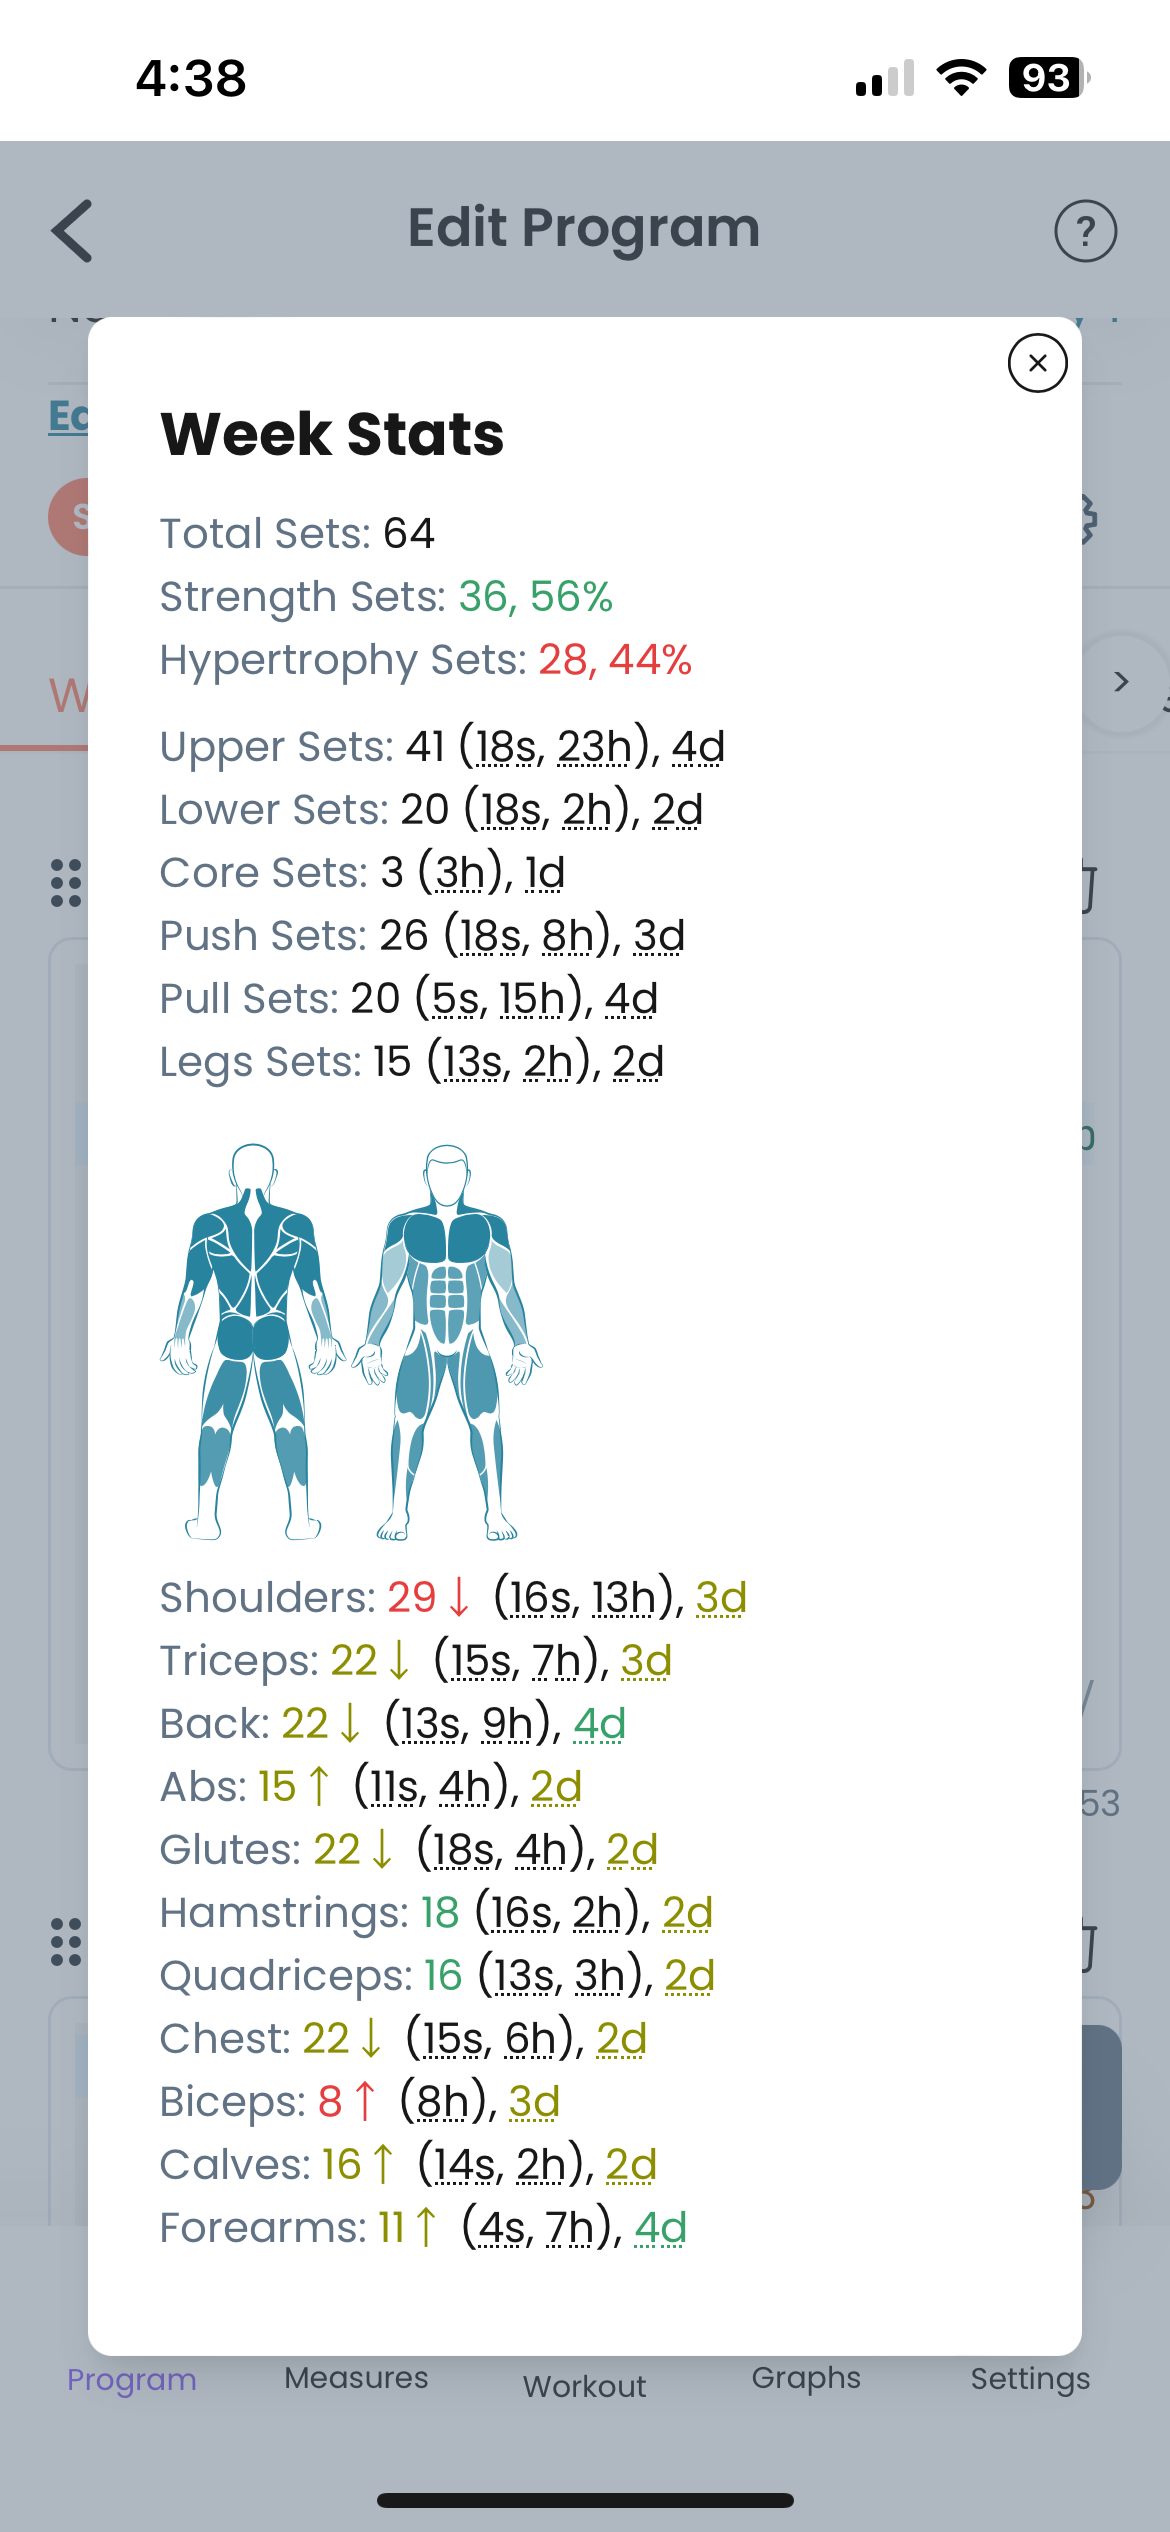 4:38
93
Edit Program
?
Week Stats
Total Sets: 64
Strength Sets: 36, 56%
Hypertrophy Sets: 28, 44%
Upper Sets: 41 (18s, 23h), 4d
Lower Sets: 20 (18s, 2h), 2d
Core Sets: 3 (3h), 1d
Push Sets: 26 (18s, 8h), 3d
Pull Sets: 20 (5s, 15h), 4d
Legs Sets: 15 (13s, 2h), 2d
Shoulders: 29 ↓ (16s, 13h), 3d
Triceps: 22 ↓ (15s, 7h), 3d
Back: 22 ↓ (13s, 9h), 4d
Abs: 15 ↑ (11s, 4h), 2d
53
Glutes: 22 ↓ (18s, 4h), 2d
Hamstrings: 18 (16s, 2h), 2d
Quadriceps: 16 (13s, 3h), 2d
Chest: 22 ↓ (15s, 6h), 2d
Biceps: 8 ↑ (8h), 3d
Calves: 16 ↑ (14s, 2h), 2d
Forearms: 11 ↑ (4s, 7h), 4d
Program
Measures
Workout
Graphs
Settings